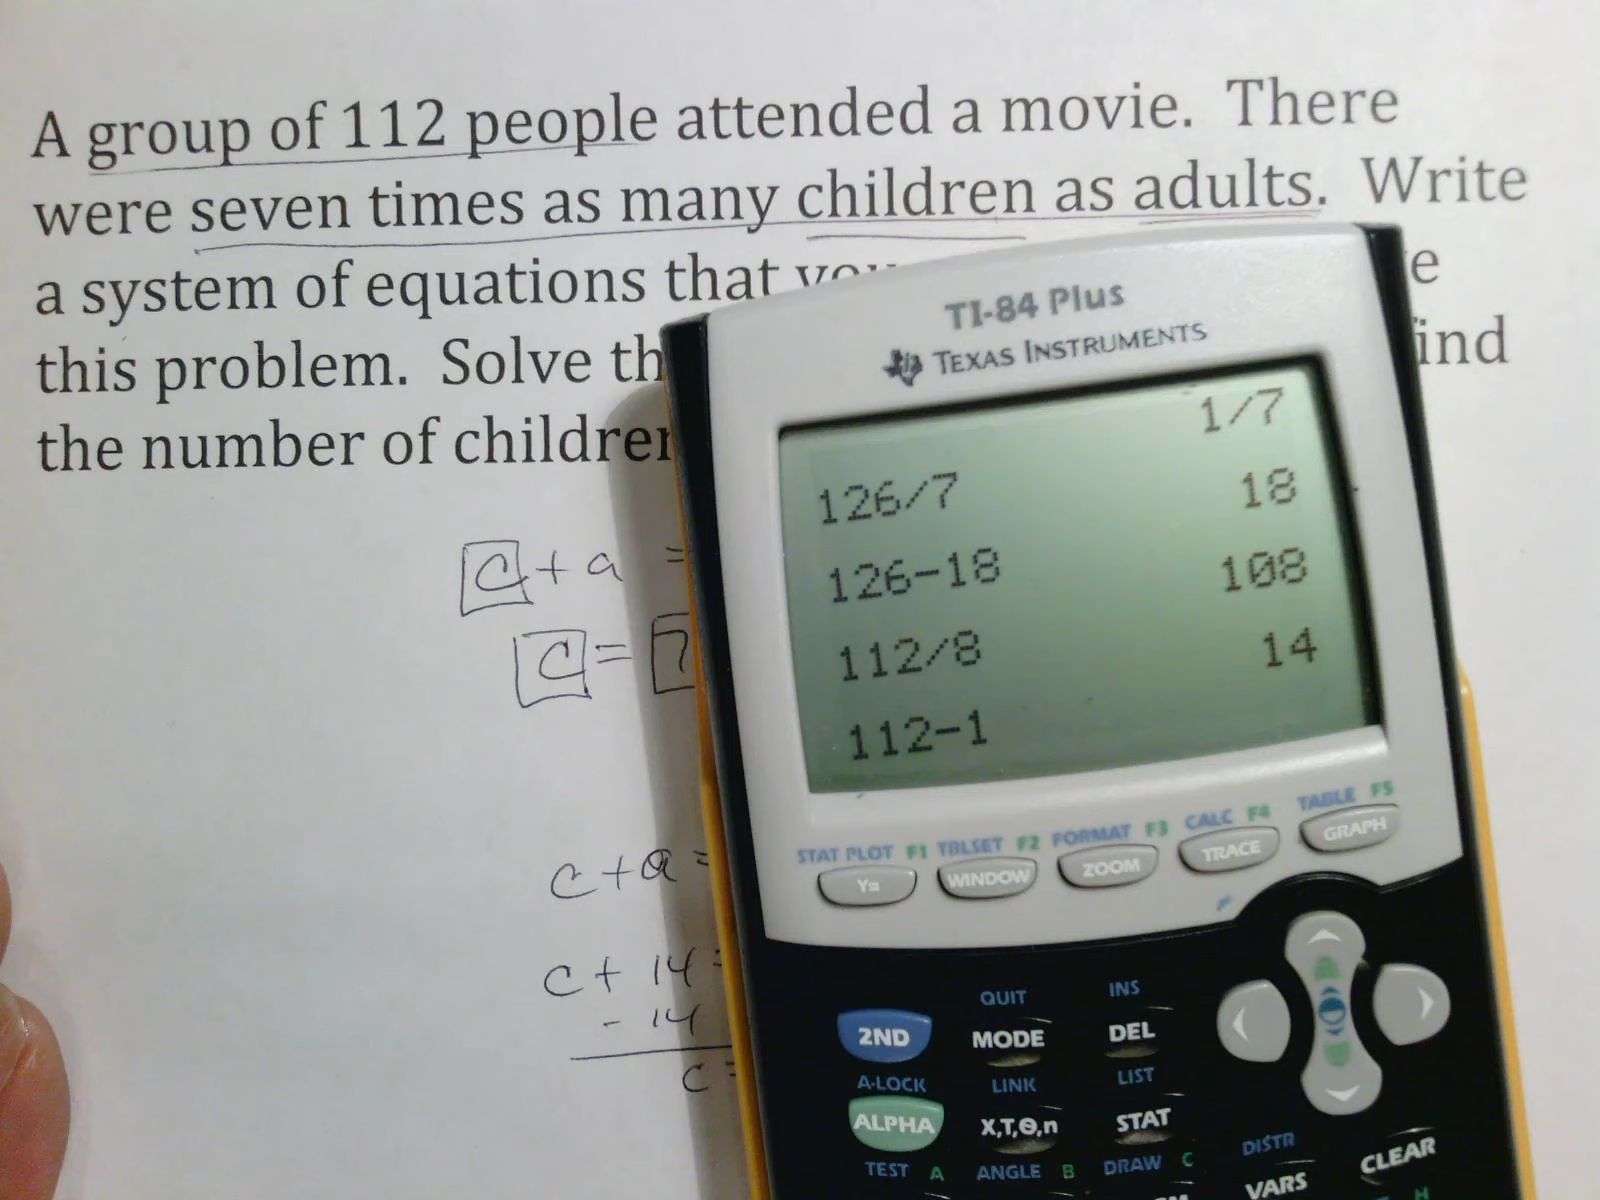 A group of 112 people attended a movie. There
were seven times as many children as adults. Write
a system of equations that
this problem. Solve
the number of
TI-84 Plus
TEXAS INSTRUMENTS
1/7
126/7 18
126-18 108
112/8 14
112-1
c + a =
c = 7
c + a =
c + 14 =
- 14
c =
STAT PLOT F1 TBLSET F2 FORMAT F3 CALC F4 TABLE F5
Y= WINDOW ZOOM TRACE GRAPH
QUIT INS
2ND MODE DEL
A-LOCK LINK LIST
ALPHA X,T,Θ,n STAT
TEST A ANGLE B DRAW C DISTR
VARS CLEAR
H